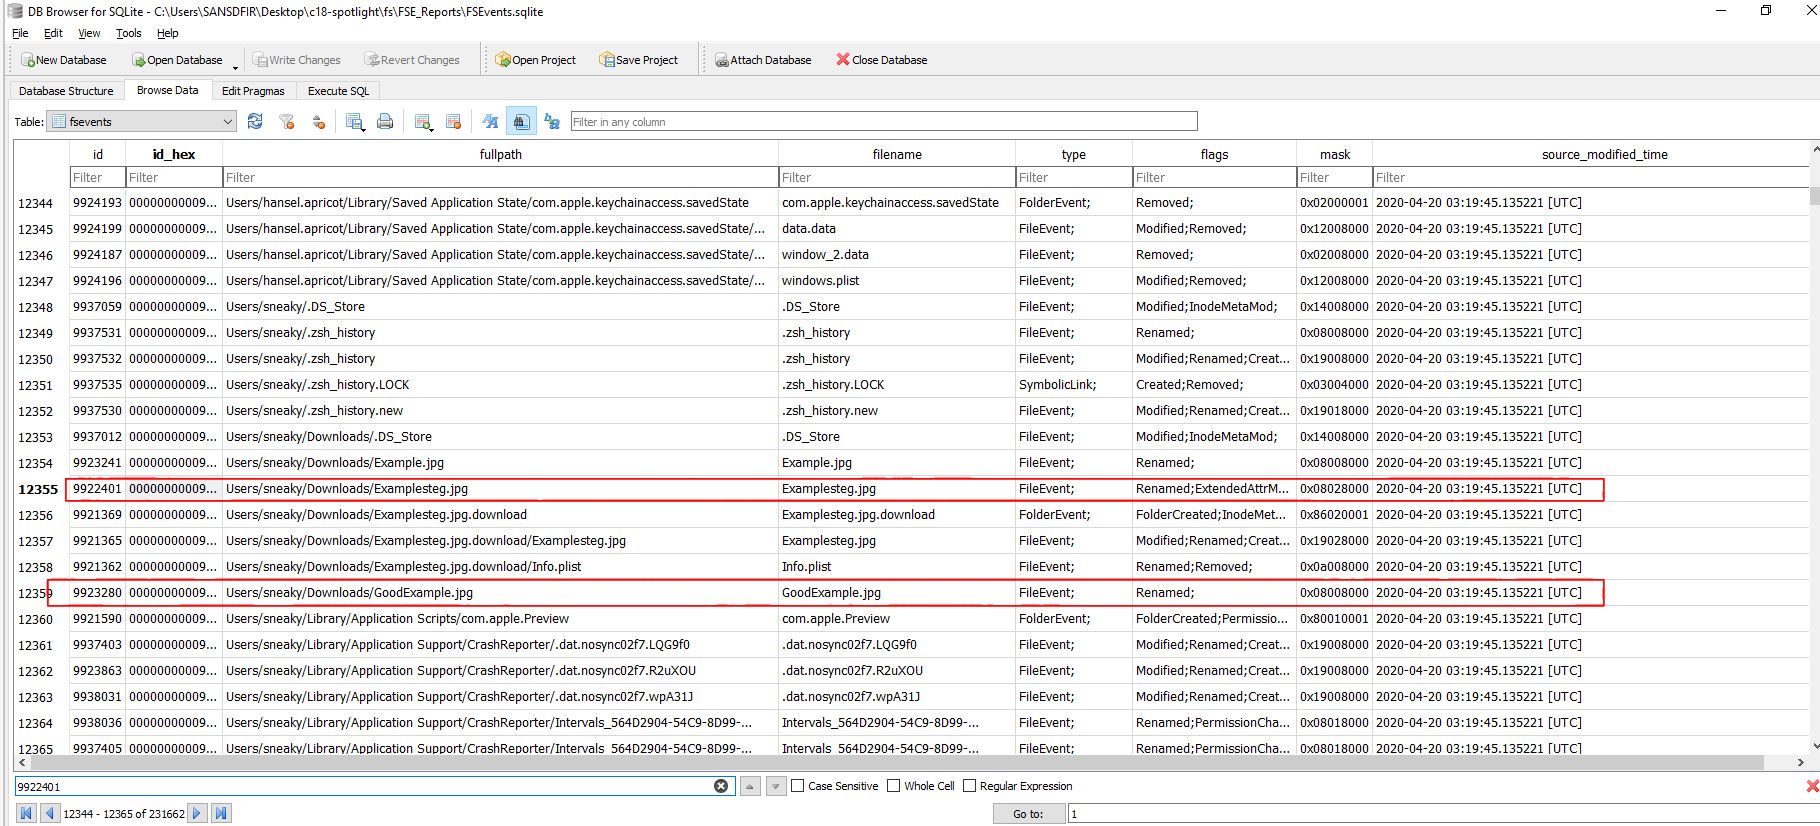 DB Browser for SQLite - C:\Users\SANSDFIR\Desktop\c18-spotlight\fs\FSE_Reports\FSEvents.sqlite
File Edit View Tools Help
New Database Open Database Write Changes Revert Changes Open Project Save Project Attach Database Close Database
Database Structure Browse Data Edit Pragmas Execute SQL
Table: fsevents Filter in any column
id id_hex fullpath filename type flags mask source_modified_time
Filter Filter Filter Filter Filter Filter Filter Filter
12344 9924193 00000000009... Users/hansel.apricot/Library/Saved Application State/com.apple.keychainaccess.savedState com.apple.keychainaccess.savedState FolderEvent; Removed; 0x02000001 2020-04-20 03:19:45.135221 [UTC]
12345 9924199 00000000009... Users/hansel.apricot/Library/Saved Application State/com.apple.keychainaccess.savedState/... data.data FileEvent; Modified;Removed; 0x12008000 2020-04-20 03:19:45.135221 [UTC]
12346 9924187 00000000009... Users/hansel.apricot/Library/Saved Application State/com.apple.keychainaccess.savedState/... window_2.data FileEvent; Removed; 0x02008000 2020-04-20 03:19:45.135221 [UTC]
12347 9924196 00000000009... Users/hansel.apricot/Library/Saved Application State/com.apple.keychainaccess.savedState/... windows.plist FileEvent; Modified;Removed; 0x12008000 2020-04-20 03:19:45.135221 [UTC]
12348 9937059 00000000009... Users/sneaky/.DS_Store .DS_Store FileEvent; Modified;InodeMetaMod; 0x14008000 2020-04-20 03:19:45.135221 [UTC]
12349 9937531 00000000009... Users/sneaky/.zsh_history .zsh_history FileEvent; Renamed; 0x08008000 2020-04-20 03:19:45.135221 [UTC]
12350 9937532 00000000009... Users/sneaky/.zsh_history .zsh_history FileEvent; Modified;Renamed;Creat... 0x19008000 2020-04-20 03:19:45.135221 [UTC]
12351 9937535 00000000009... Users/sneaky/.zsh_history.LOCK .zsh_history.LOCK SymbolicLink; Created;Removed; 0x03004000 2020-04-20 03:19:45.135221 [UTC]
12352 9937530 00000000009... Users/sneaky/.zsh_history.new .zsh_history.new FileEvent; Modified;Renamed;Creat... 0x19018000 2020-04-20 03:19:45.135221 [UTC]
12353 9937012 00000000009... Users/sneaky/Downloads/.DS_Store .DS_Store FileEvent; Modified;InodeMetaMod; 0x14008000 2020-04-20 03:19:45.135221 [UTC]
12354 9923241 00000000009... Users/sneaky/Downloads/Example.jpg Example.jpg FileEvent; Renamed; 0x08008000 2020-04-20 03:19:45.135221 [UTC]
12355 9922401 00000000009... Users/sneaky/Downloads/Examplesteg.jpg Examplesteg.jpg FileEvent; Renamed;ExtendedAttrM... 0x08028000 2020-04-20 03:19:45.135221 [UTC]
12356 9921369 00000000009... Users/sneaky/Downloads/Examplesteg.jpg.download Examplesteg.jpg.download FolderEvent; FolderCreated;InodeMet... 0x86020001 2020-04-20 03:19:45.135221 [UTC]
12357 9921365 00000000009... Users/sneaky/Downloads/Examplesteg.jpg.download/Examplesteg.jpg Examplesteg.jpg FileEvent; Modified;Renamed;Creat... 0x19028000 2020-04-20 03:19:45.135221 [UTC]
12358 9921362 00000000009... Users/sneaky/Downloads/Examplesteg.jpg.download/Info.plist Info.plist FileEvent; Renamed;Removed; 0x0a008000 2020-04-20 03:19:45.135221 [UTC]
12359 9923280 00000000009... Users/sneaky/Downloads/GoodExample.jpg GoodExample.jpg FileEvent; Renamed; 0x08008000 2020-04-20 03:19:45.135221 [UTC]
12360 9921590 00000000009... Users/sneaky/Library/Application Scripts/com.apple.Preview com.apple.Preview FolderEvent; FolderCreated;Permissio... 0x80010001 2020-04-20 03:19:45.135221 [UTC]
12361 9937403 00000000009... Users/sneaky/Library/Application Support/CrashReporter/.dat.nosync02f7.LQG9f0 .dat.nosync02f7.LQG9f0 FileEvent; Modified;Renamed;Creat... 0x19008000 2020-04-20 03:19:45.135221 [UTC]
12362 9923863 00000000009... Users/sneaky/Library/Application Support/CrashReporter/.dat.nosync02f7.R2uXOU .dat.nosync02f7.R2uXOU FileEvent; Modified;Renamed;Creat... 0x19008000 2020-04-20 03:19:45.135221 [UTC]
12363 9938031 00000000009... Users/sneaky/Library/Application Support/CrashReporter/.dat.nosync02f7.wpA31J .dat.nosync02f7.wpA31J FileEvent; Modified;Renamed;Creat... 0x19008000 2020-04-20 03:19:45.135221 [UTC]
12364 9938036 00000000009... Users/sneaky/Library/Application Support/CrashReporter/Intervals_564D2904-54C9-8D99-... Intervals_564D2904-54C9-8D99-... FileEvent; Renamed;PermissionCha... 0x08018000 2020-04-20 03:19:45.135221 [UTC]
12365 9937405 00000000009... Users/sneaky/Library/Application Support/CrashReporter/Intervals_564D2904-54C9-8D99-... Intervals_564D2904-54C9-8D99-... FileEvent; Renamed;PermissionCha... 0x08018000 2020-04-20 03:19:45.135221 [UTC]
9922401 Case Sensitive Whole Cell Regular Expression
12344 - 12365 of 231662 Go to: 1